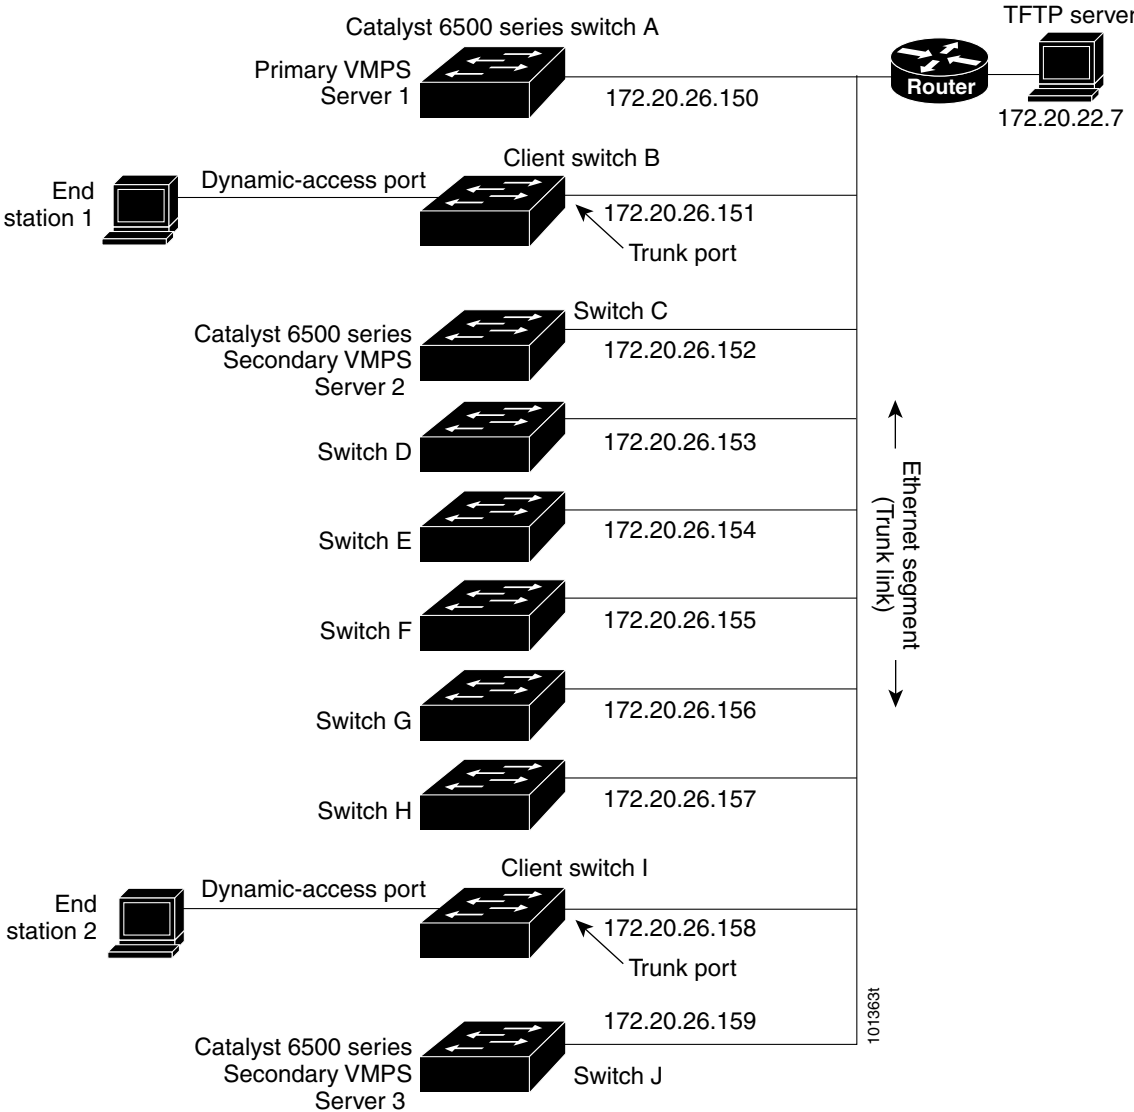 TFTP server
Catalyst 6500 series switch A
Primary VMPS
Server 1
Router
172.20.26.150
172.20.22.7
Client switch B
Dynamic-access port
End
station 1
172.20.26.151
Trunk port
Switch C
Catalyst 6500 series
Secondary VMPS
Server 2
172.20.26.152
Switch D
172.20.26.153
Ethernet segment
(Trunk link)
Switch E
172.20.26.154
Switch F
172.20.26.155
Switch G
172.20.26.156
Switch H
172.20.26.157
Client switch I
Dynamic-access port
End
station 2
172.20.26.158
Trunk port
172.20.26.159
Catalyst 6500 series
Secondary VMPS
Server 3
Switch J
101363t